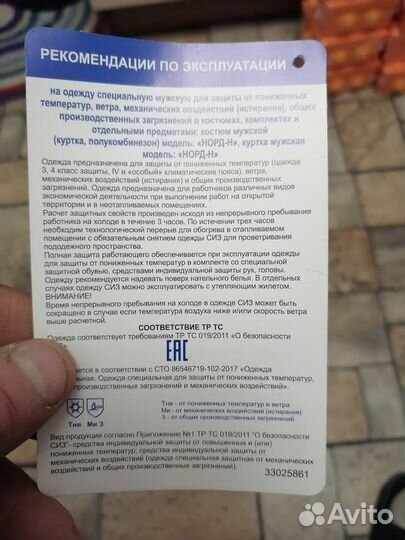 РЕКОМЕНДАЦИИ ПО ЭКСПЛУАТАЦИИ
на одежду специальную мужскую для защиты от пониженных
температур, ветра, механических воздействий (истирания), общих
производственных загрязнений в костюмах, комплектах и
отдельными предметами: костюм мужской
(куртка, полукомбинезон) модель: «НОРД-Н», куртка мужская
модель: «НОРД-Н»
Одежда предназначена для защиты от пониженных температур (одежда
3, 4 класс защиты, IV и «особый» климатические пояса), ветра,
механических воздействий (истирания) и общих производственных
загрязнений. Одежда предназначена для работников различных видов
экономической деятельности при выполнении работ на открытой
территории и в неотапливаемых помещениях.
Расчет защитных свойств произведен исходя из непрерывного пребывания
работника на холоде в течение 3 часов. По истечении трех часов
необходим технологический перерыв для обогрева в отапливаемом
помещении с обязательным снятием одежды СИЗ для проветривания
пододежного пространства.
Полная защита работающего обеспечивается при эксплуатации одежды
для защиты от пониженных температур в комплекте со специальной
защитной обувью, средствами индивидуальной защиты рук, головы.
Одежду рекомендуется надевать поверх нательного белья. В отдельных
случаях одежду СИЗ можно эксплуатировать с утепляющим жилетом.
ВНИМАНИЕ!
Время непрерывного пребывания на холоде в одежде СИЗ может быть
сокращено в случае если температура воздуха ниже и/или скорость ветра
выше расчетной.
СООТВЕТСТВИЕ ТР ТС
Одежда соответствует требованиям ТР ТС 019/2011 "О безопасности
EAC
ется в соответствии с СТО 86546719-102-2017 «Одежда
альная. Одежда специальная для защиты от пониженных температур,
производственных загрязнений и механических воздействий».
Тнв - от пониженных температур и ветра
Ми - от механических воздействий (истирания)
З - от общих производственных загрязнений
Тнв Ми З
Вид продукции согласно Приложению №1 ТР ТС 019/2011 "О безопасности
СИЗ"- средства индивидуальной защиты от повышенных и (или)
пониженных температур; средства индивидуальной защиты от
механических воздействий (одежда специальная защитная от механических
воздействий и общих производственных загрязнений).
33025861
Avito